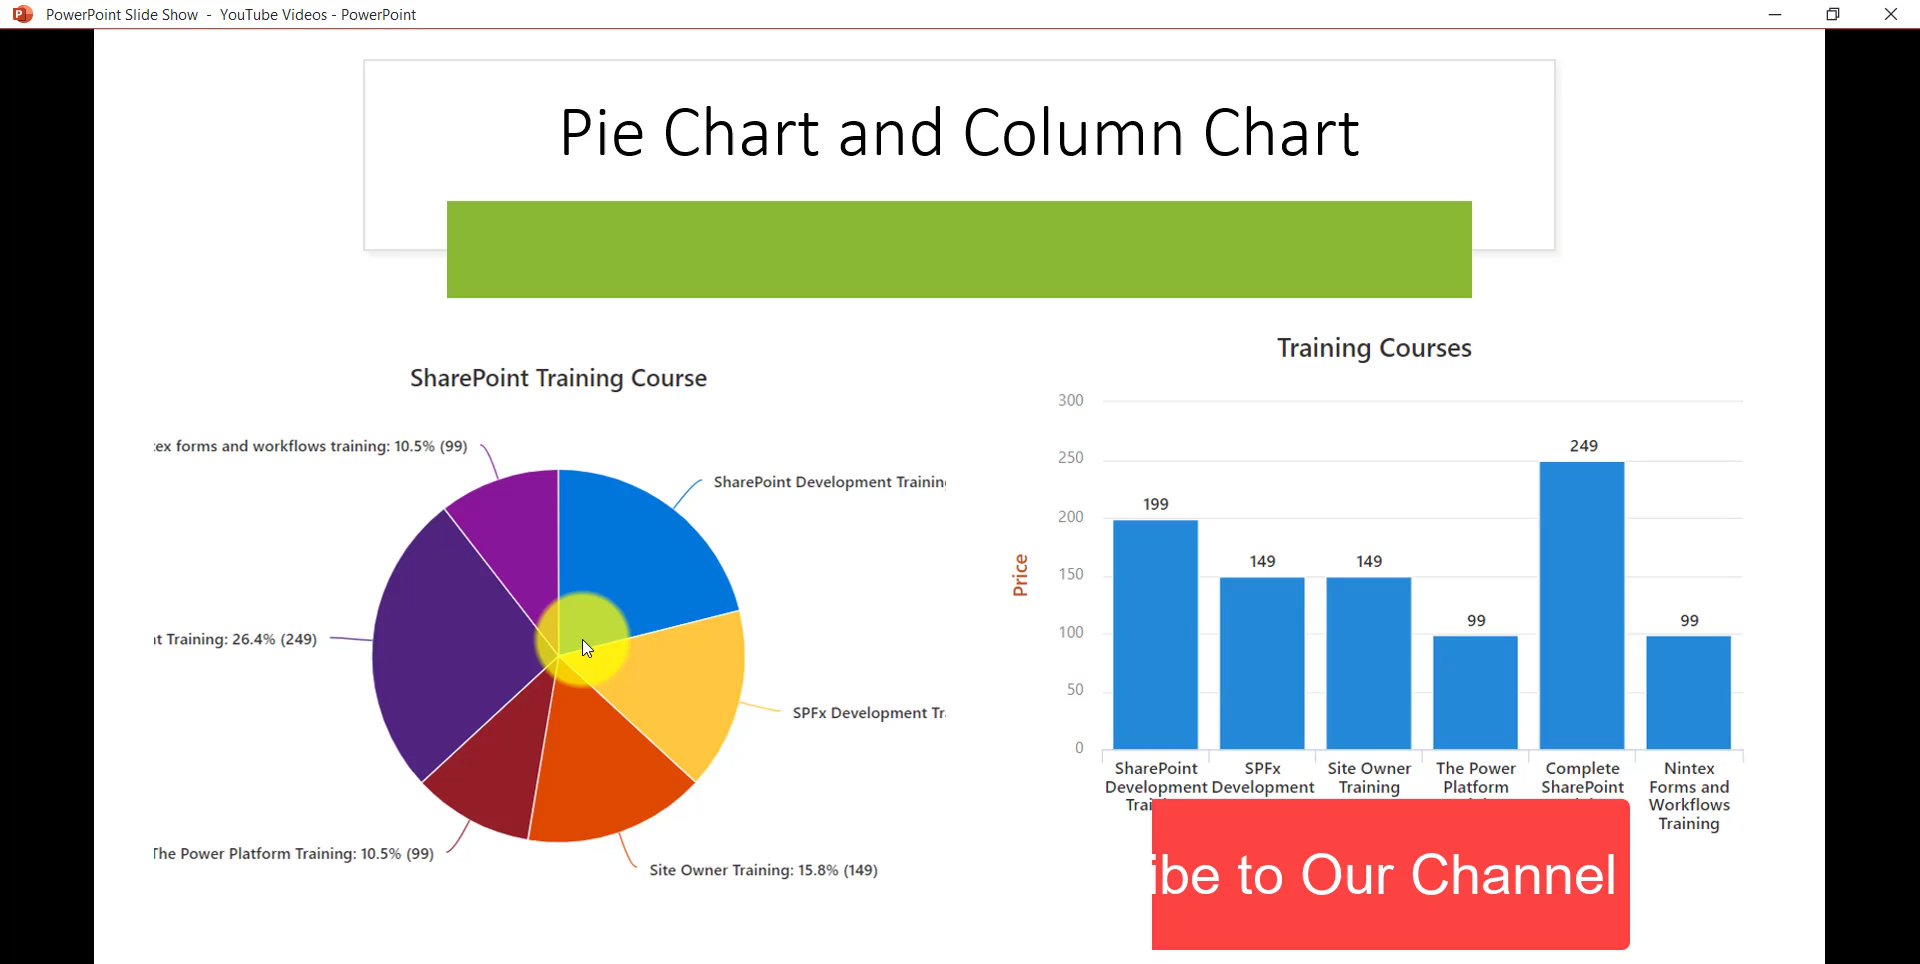 PowerPoint Slide Show - YouTube Videos - PowerPoint
Pie Chart and Column Chart
SharePoint Training Course
ex forms and workflows training: 10.5% (99)
SharePoint Development Training
t Training: 26.4% (249)
SPFx Development Tr
The Power Platform Training: 10.5% (99)
Site Owner Training: 15.8% (149)
Training Courses
Price
300
250
200
150
100
50
0
199
149
149
99
249
99
SharePoint
Development
Trai
SPFx
Development
Site Owner
Training
The Power
Platform
Complete
SharePoint
Nintex
Forms and
Workflows
Training
ibe to Our Channel